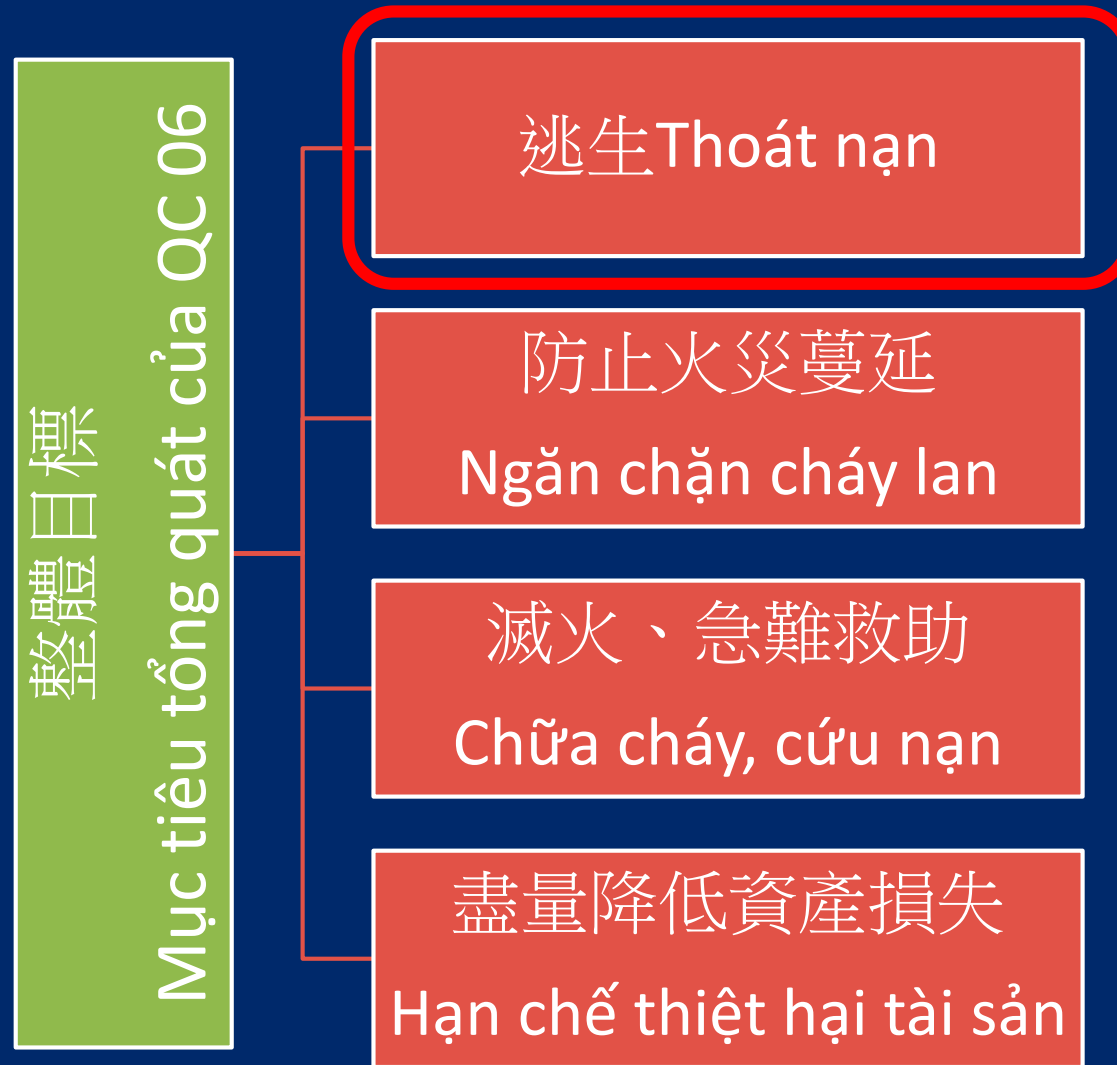 整體目標
Mục tiêu tổng quát của QC 06
逃生Thoát nạn
防止火災蔓延
Ngăn chặn cháy lan
滅火、急難救助
Chữa cháy, cứu nạn
盡量降低資產損失
Hạn chế thiệt hại tài sản